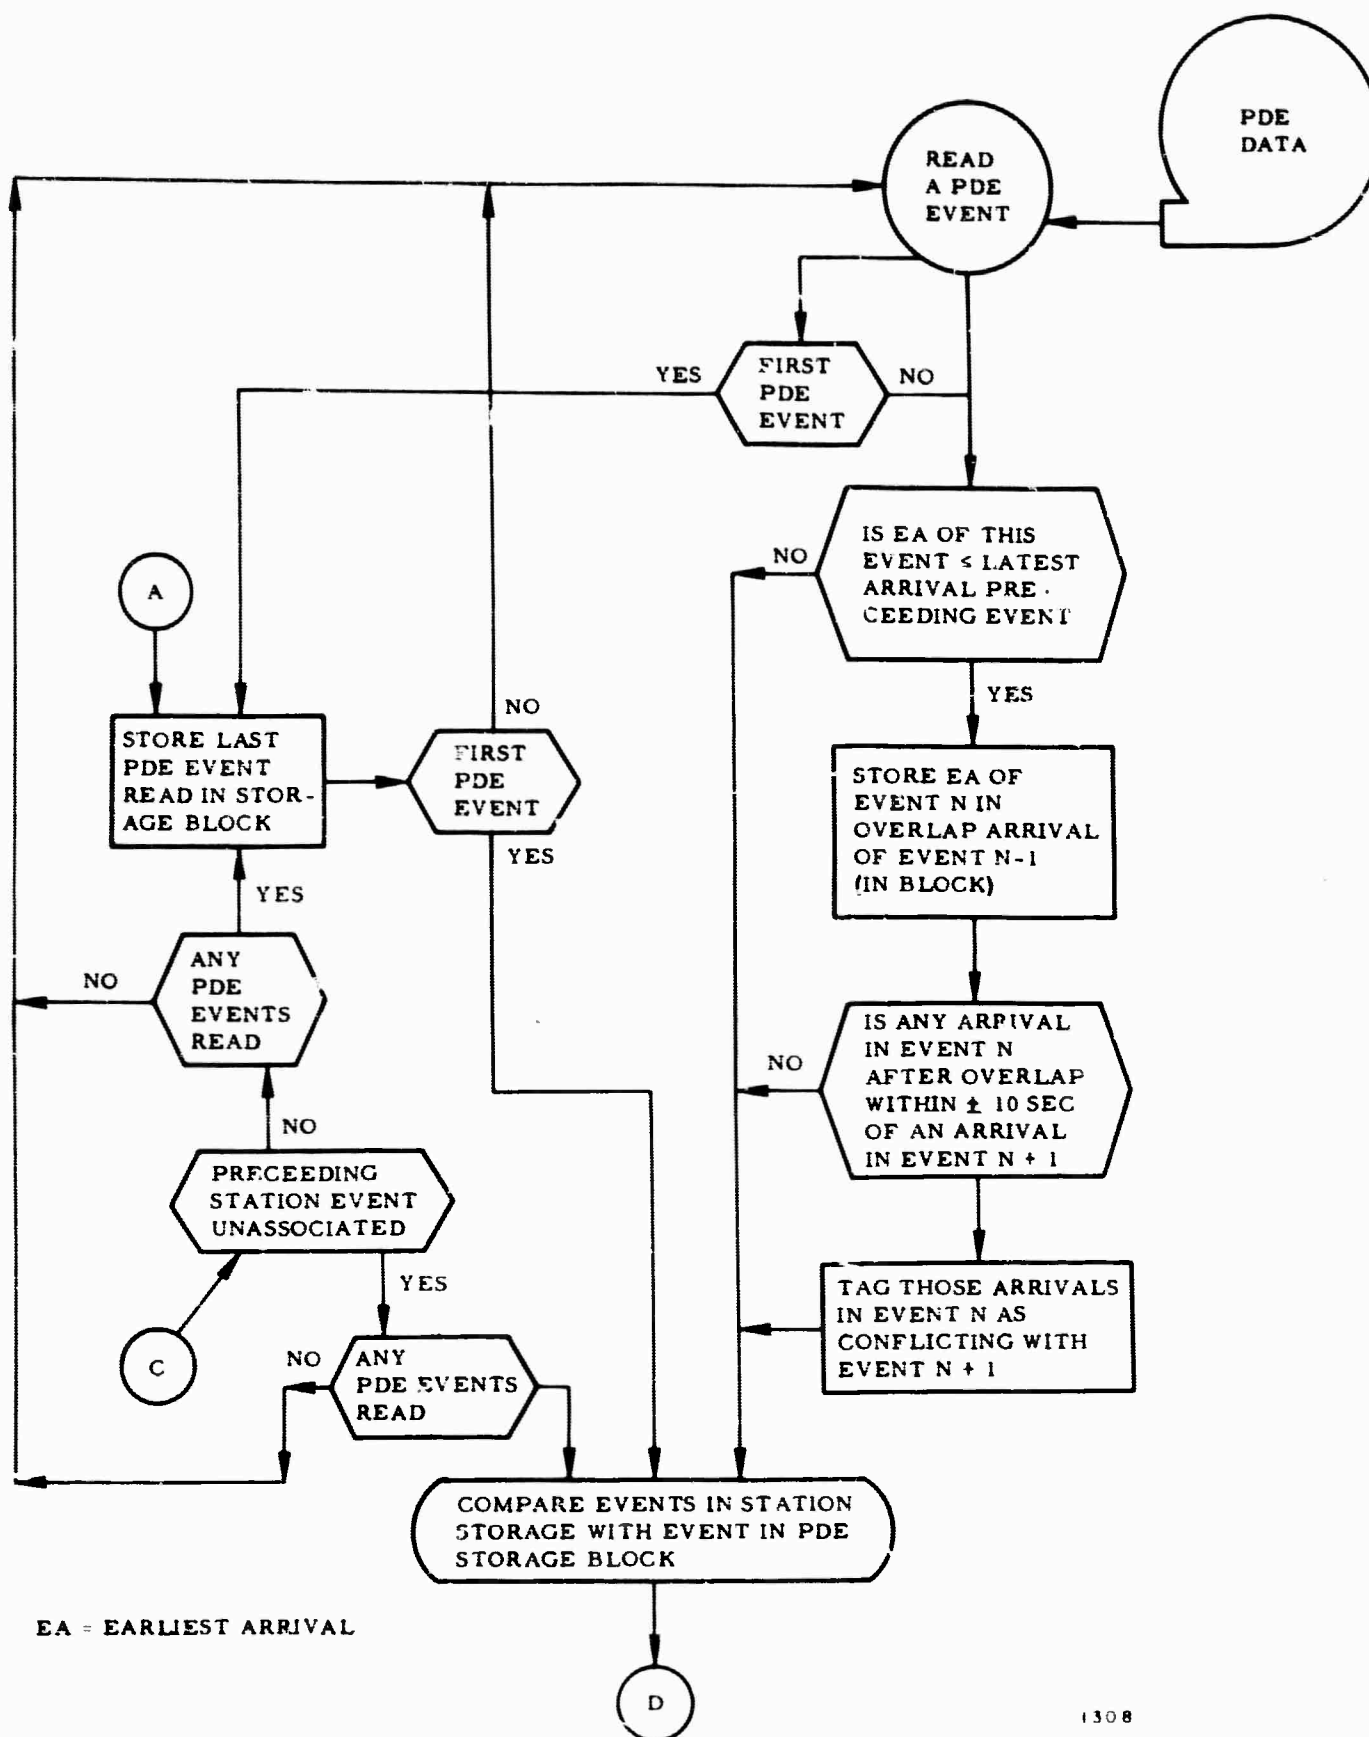 PDE
DATA
READ
A PDE
EVENT
FIRST
PDE
EVENT
YES
NO
IS EA OF THIS
EVENT ≤ LATEST
ARRIVAL PRE-
CEEDING EVENT
NO
YES
A
STORE LAST
PDE EVENT
READ IN STOR-
AGE BLOCK
FIRST
PDE
EVENT
NO
YES
STORE EA OF
EVENT N IN
OVERLAP ARRIVAL
OF EVENT N-1
(IN BLOCK)
YES
ANY
PDE
EVENTS
READ
NO
IS ANY ARRIVAL
IN EVENT N
AFTER OVERLAP
WITHIN ± 10 SEC
OF AN ARRIVAL
IN EVENT N + 1
NO
NO
PRECEEDING
STATION EVENT
UNASSOCIATED
YES
C
TAG THOSE ARRIVALS
IN EVENT N AS
CONFLICTING WITH
EVENT N + 1
NO
ANY
PDE EVENTS
READ
COMPARE EVENTS IN STATION
STORAGE WITH EVENT IN PDE
STORAGE BLOCK
EA = EARLIEST ARRIVAL
D
1308